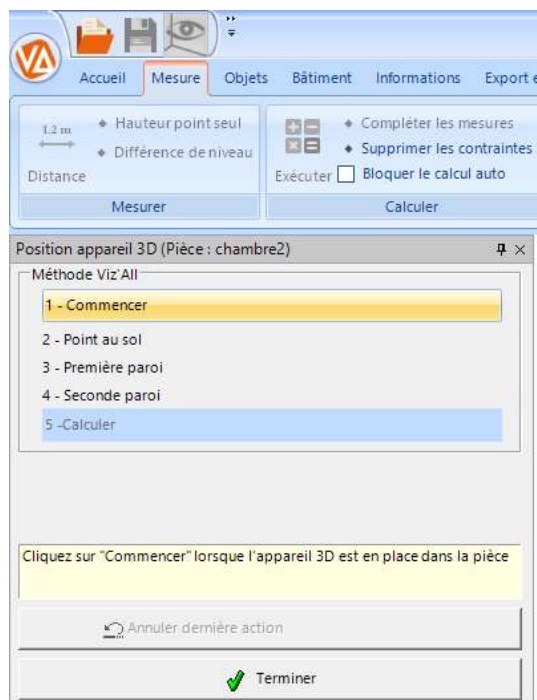 VA
Accueil Mesure Objets Bâtiment Informations Export e
1.2 m
Hauteur point seul
Différence de niveau
Distance
Mesurer
Compléter les mesures
Supprimer les contraintes
Exécuter
Bloquer le calcul auto
Calculer
Position appareil 3D (Pièce : chambre2)
Méthode Viz'All
1 - Commencer
2 - Point au sol
3 - Première paroi
4 - Seconde paroi
5 -Calculer
Cliquez sur "Commencer" lorsque l'appareil 3D est en place dans la pièce
Annuler dernière action
Terminer